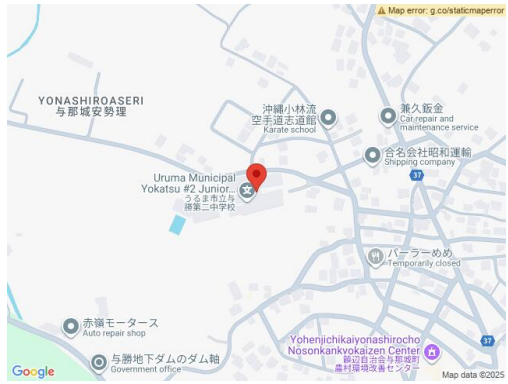 Map error: g.co/staticmaperror
YONASHIROASERI
与那城安勢理
沖縄小林流
空手道志道館
Karate school
兼久鈑金
Car repair and
maintenance service
合名会社昭和運輸
Shipping company
37
Uruma Municipal
Yokatsu #2 Junior...
うるま市立与
勝第二中学校
文
パーラーめめ
Temporarily closed
赤嶺モータース
Auto repair shop
与勝地下ダムのダム軸
Government office
Yohenjichikaiyonashirocho
Nosonkankyokaizen Center
饒辺自治会与那城町
農村環境改善センター
37
Google
Map data ©2025